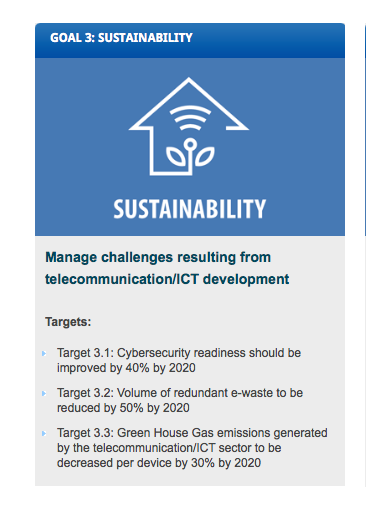 GOAL 3: SUSTAINABILITY
SUSTAINABILITY
Manage challenges resulting from
telecommunication/ICT development
Targets:
Target 3.1: Cybersecurity readiness should be
improved by 40% by 2020
Target 3.2: Volume of redundant e-waste to be
reduced by 50% by 2020
Target 3.3: Green House Gas emissions generated
by the telecommunication/ICT sector to be
decreased per device by 30% by 2020